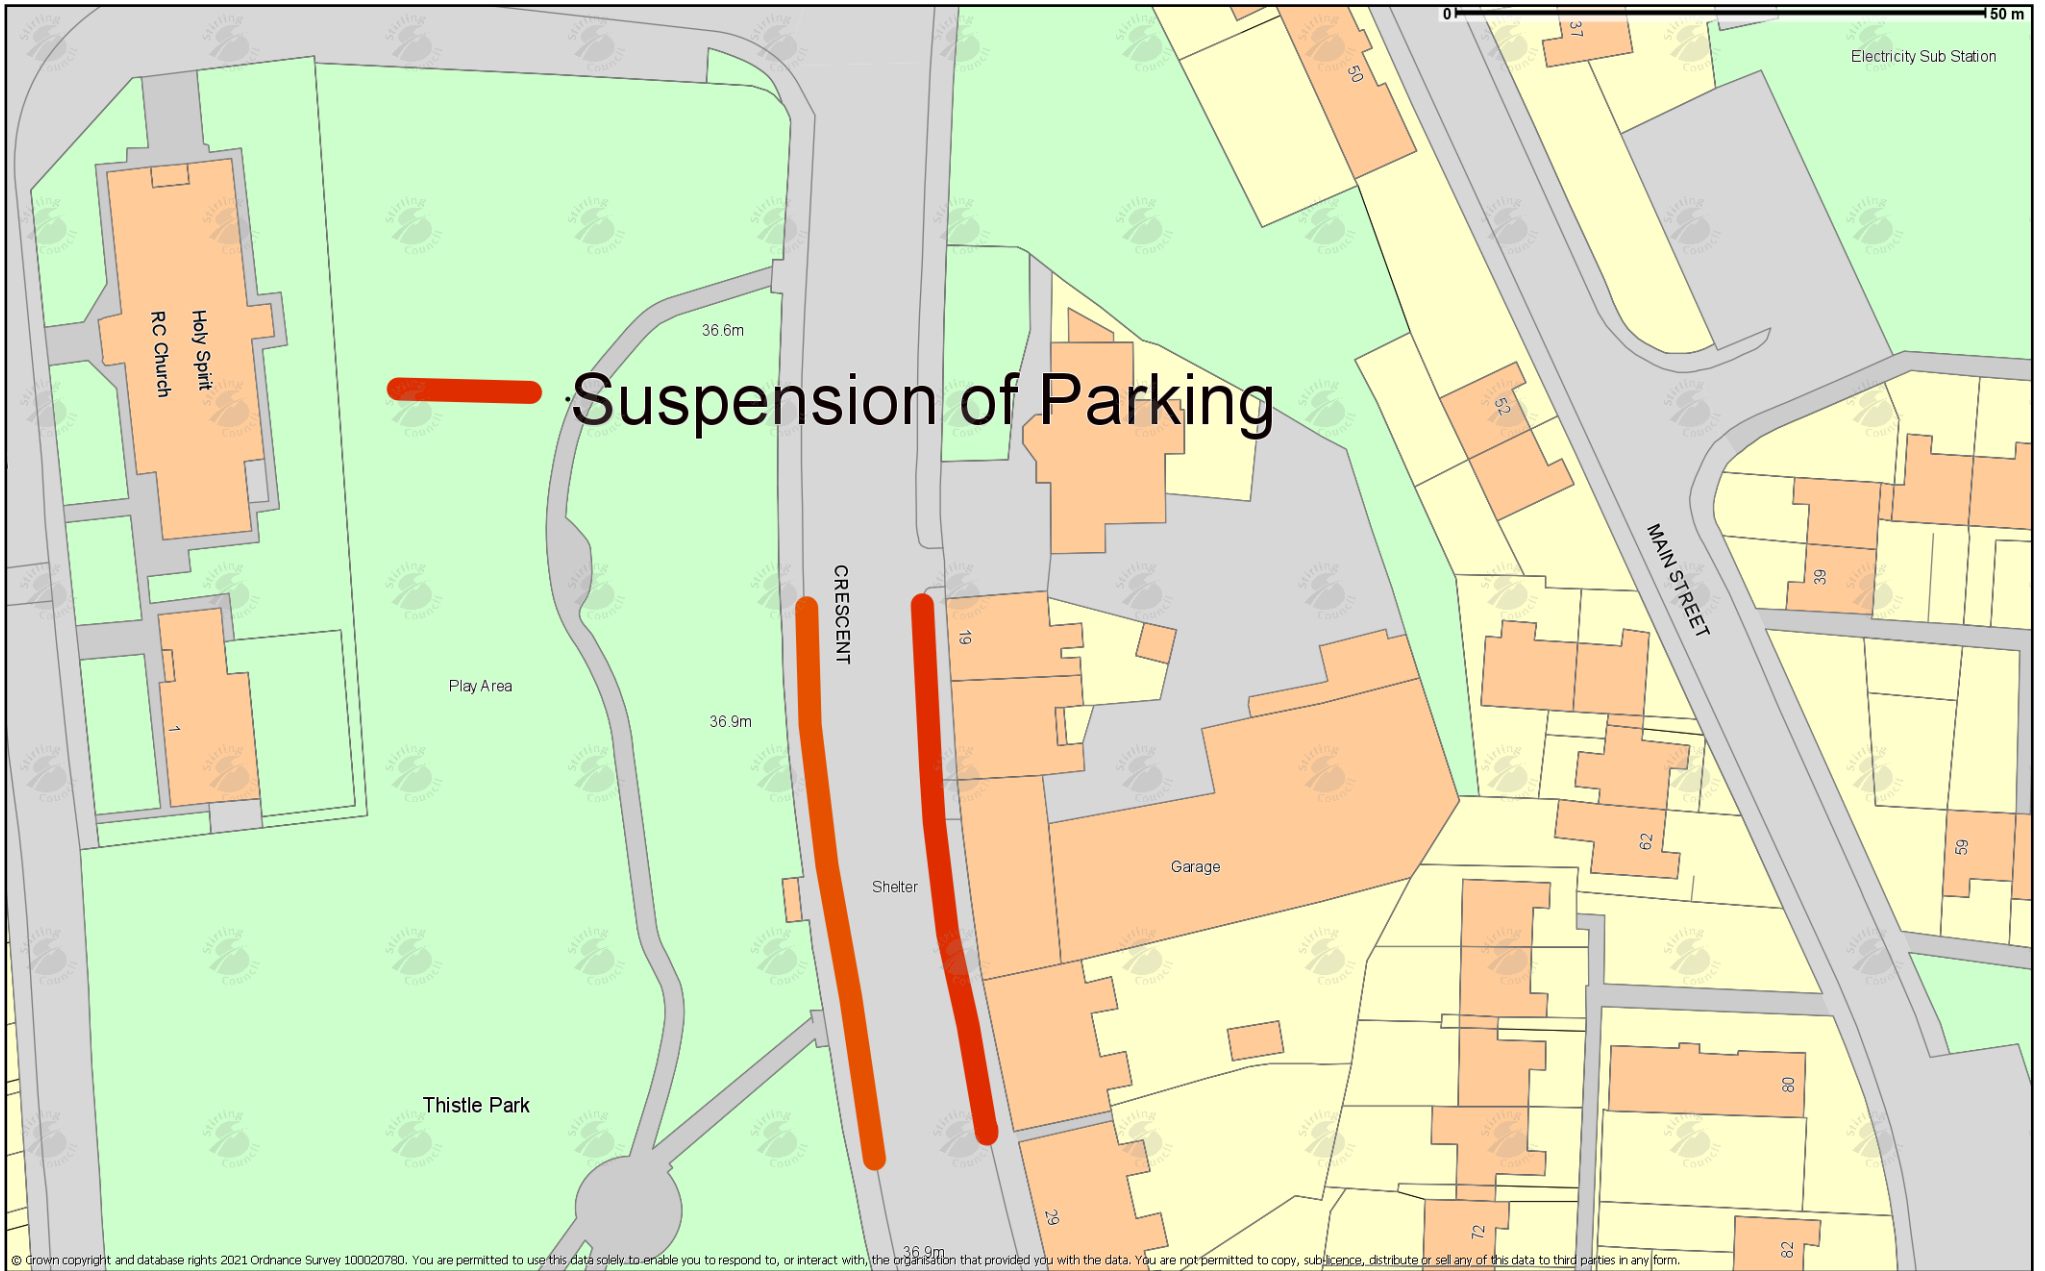 0 50 m
37
Electricity Sub Station
50
Holy Spirit
RC Church
36.6m
Suspension of Parking
52
CRESCENT
MAIN STREET
39
19
Play Area
36.9m
1
62
59
Garage
Shelter
80
Thistle Park
29
72
82
36.9m
© Crown copyright and database rights 2021 Ordnance Survey 100020780. You are permitted to use this data solely to enable you to respond to, or interact with, the organisation that provided you with the data. You are not permitted to copy, sub-licence, distribute or sell any of this data to third parties in any form.
Stirling Council